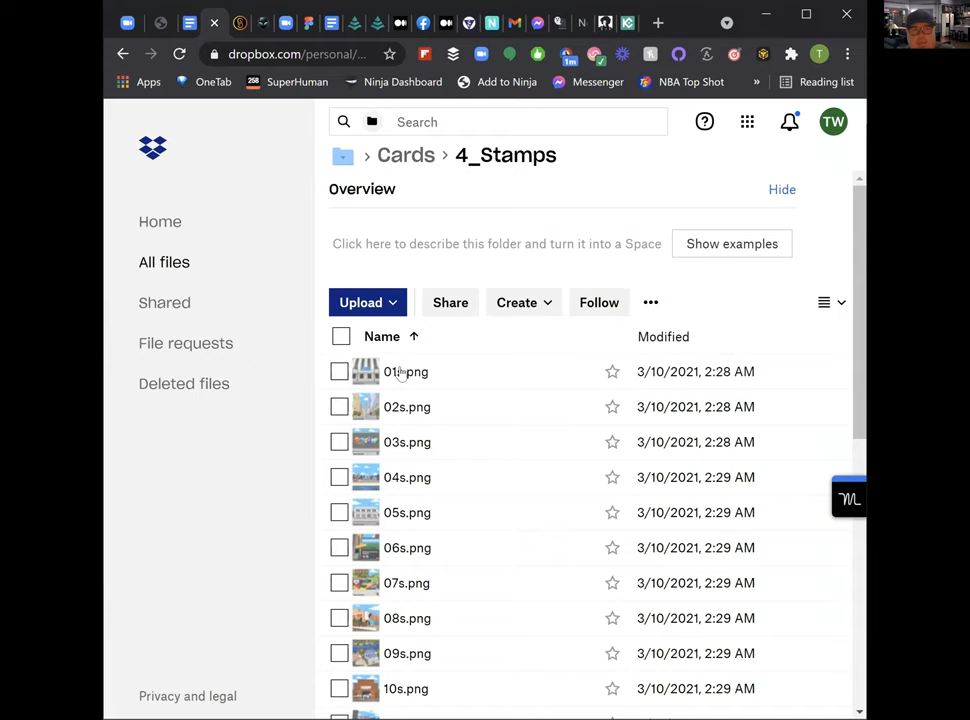 dropbox.com/personal/...
1m
T
Apps
OneTab
258
SuperHuman
Ninja Dashboard
Add to Ninja
Messenger
NBA Top Shot
»
Reading list
Search
TW
› Cards › 4_Stamps
Overview
Hide
Click here to describe this folder and turn it into a Space
Show examples
Home
All files
Shared
File requests
Deleted files
Upload
Share
Create
Follow
Name
Modified
01s.png 3/10/2021, 2:28 AM
02s.png 3/10/2021, 2:28 AM
03s.png 3/10/2021, 2:28 AM
04s.png 3/10/2021, 2:29 AM
05s.png 3/10/2021, 2:29 AM
06s.png 3/10/2021, 2:29 AM
07s.png 3/10/2021, 2:29 AM
08s.png 3/10/2021, 2:29 AM
09s.png 3/10/2021, 2:29 AM
10s.png 3/10/2021, 2:29 AM
Privacy and legal